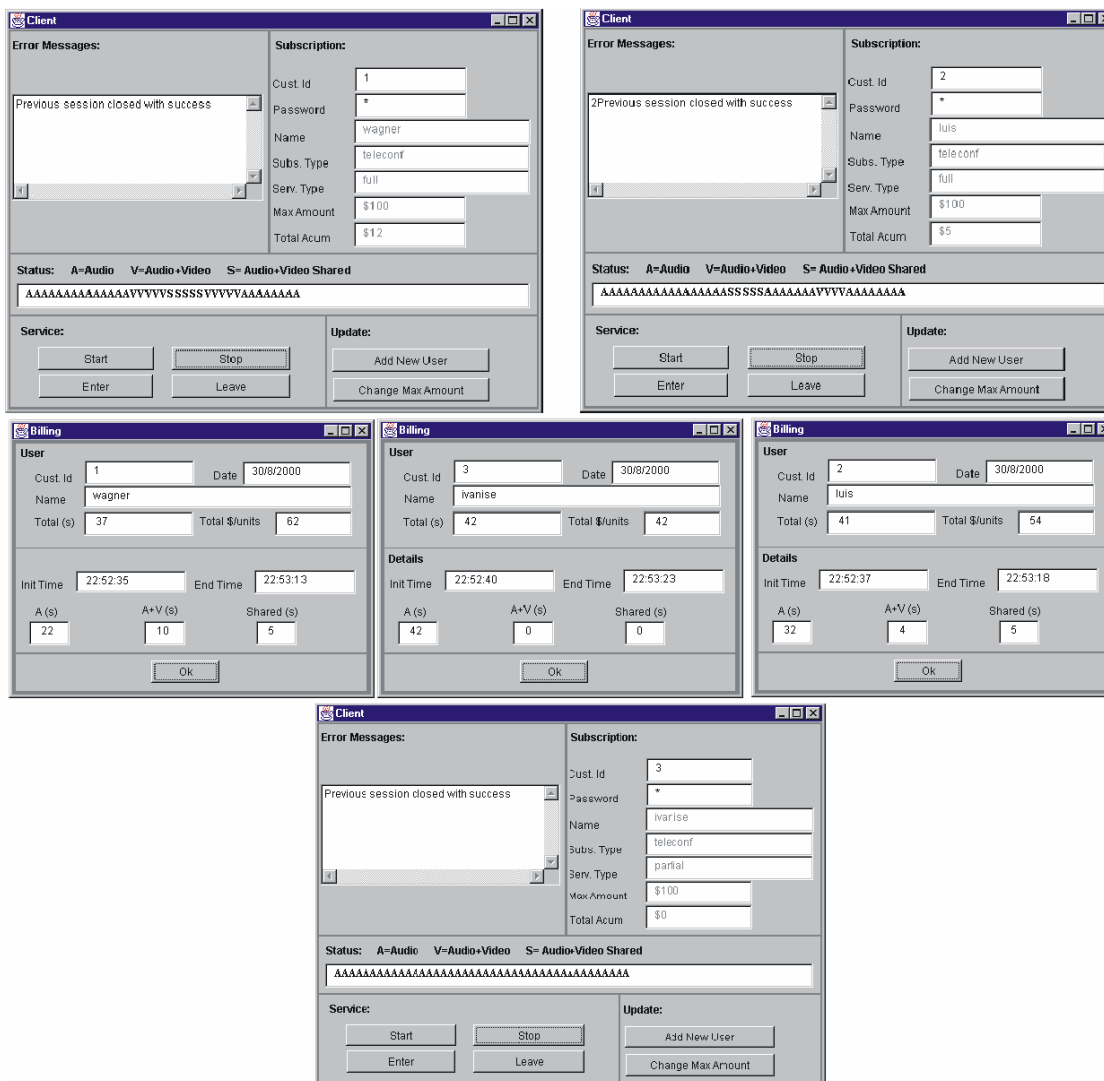 Client
Error Messages:
Subscription:
Cust. Id 1
Previous session closed with success
Password *
Name wagner
Subs. Type teleconf
Serv. Type full
Max Amount $100
Total Acum $12
Status: A=Audio V=Audio+Video S= Audio+Video Shared
Service:
Update:
Start Stop Add New User
Enter Leave Change Max Amount
Client
Error Messages:
Subscription:
Cust. Id 2
2Previous session closed with success
Password *
Name luis
Subs. Type teleconf
Serv. Type full
Max Amount $100
Total Acum $5
Status: A=Audio V=Audio+Video S= Audio+Video Shared
Service:
Update:
Start Stop Add New User
Enter Leave Change Max Amount
Billing
User
Cust. Id 1 Date 30/8/2000
Name wagner
Total (s) 37 Total $/units 62
Init Time 22:52:35 End Time 22:53:13
A (s) A+V (s) Shared (s)
22 10 5
Ok
Billing
User
Cust. Id 3 Date 30/8/2000
Name ivanise
Total (s) 42 Total $/units 42
Details
Init Time 22:52:40 End Time 22:53:23
A (s) A+V (s) Shared (s)
42 0 0
Ok
Billing
User
Cust. Id 2 Date 30/8/2000
Name luis
Total (s) 41 Total $/units 54
Details
Init Time 22:52:37 End Time 22:53:18
A (s) A+V (s) Shared (s)
32 4 5
Ok
Client
Error Messages:
Subscription:
Cust. Id 3
Previous session closed with success
Password *
Name
Subs. Type teleconf
Serv. Type partial
Max Amount $100
Total Acum $0
Status: A=Audio V=Audio+Video S= Audio+Video Shared
Service:
Update:
Start Stop Add New User
Enter Leave Change Max Amount